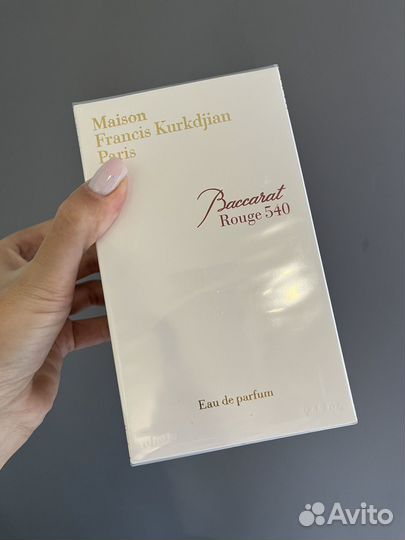 Maison
Francis Kurkdjian
Paris
Baccarat
Rouge 540
Eau de parfum
Avito